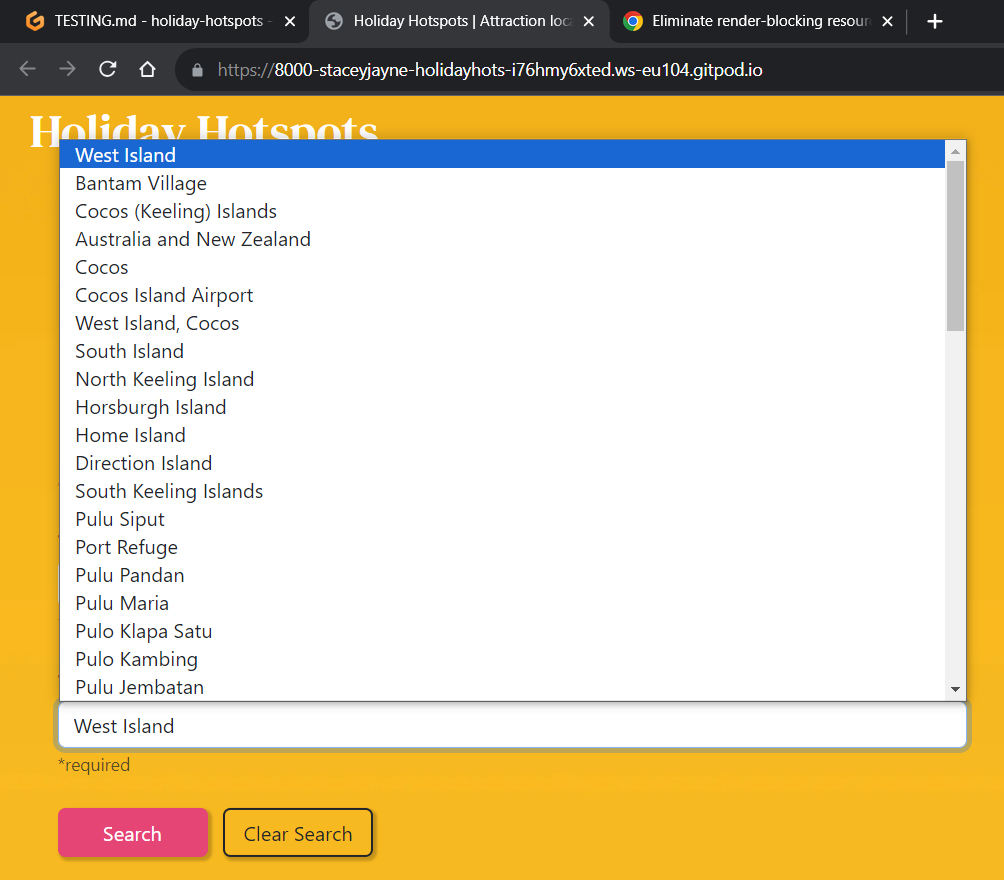 TESTING.md - holiday-hotspots -
Holiday Hotspots | Attraction loc
Eliminate render-blocking resour
https://8000-staceyjayne-holidayhots-i76hmy6xted.ws-eu104.gitpod.io
Holiday Hotspots
West Island
Bantam Village
Cocos (Keeling) Islands
Australia and New Zealand
Cocos
Cocos Island Airport
West Island, Cocos
South Island
North Keeling Island
Horsburgh Island
Home Island
Direction Island
South Keeling Islands
Pulu Siput
Port Refuge
Pulu Pandan
Pulu Maria
Pulo Klapa Satu
Pulo Kambing
Pulu Jembatan
West Island
*required
Search
Clear Search